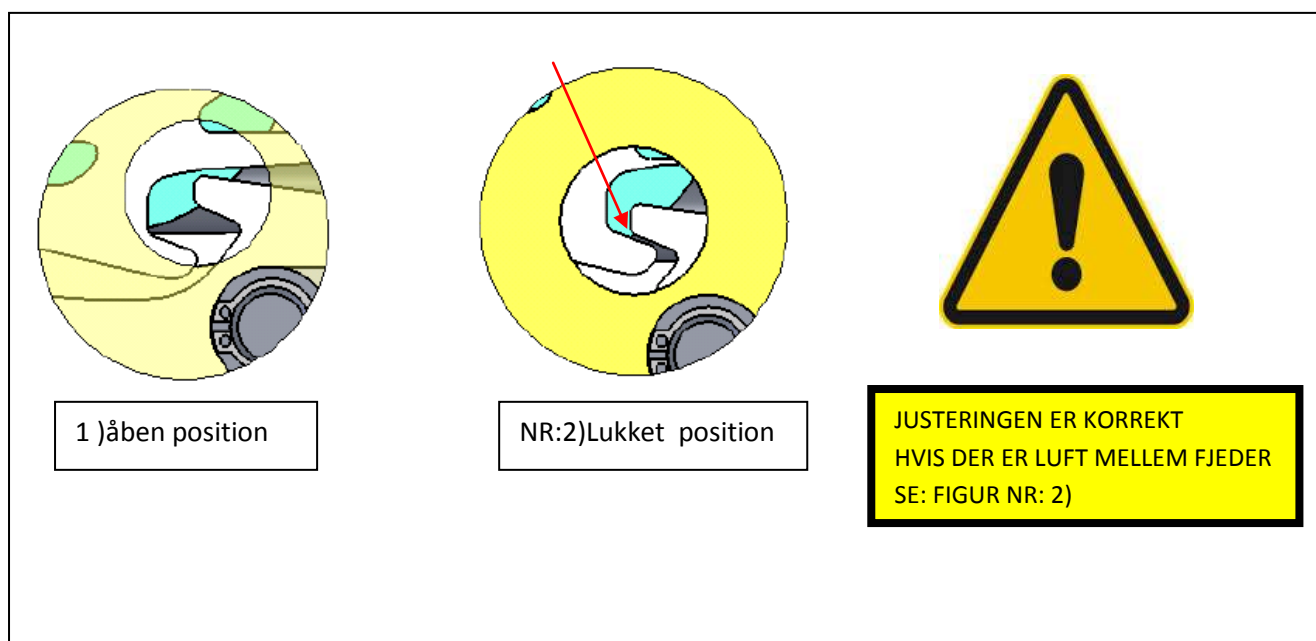 1 )åben position
NR:2)Lukket position
JUSTERINGEN ER KORREKT
HVIS DER ER LUFT MELLEM FJEDER
SE: FIGUR NR: 2)